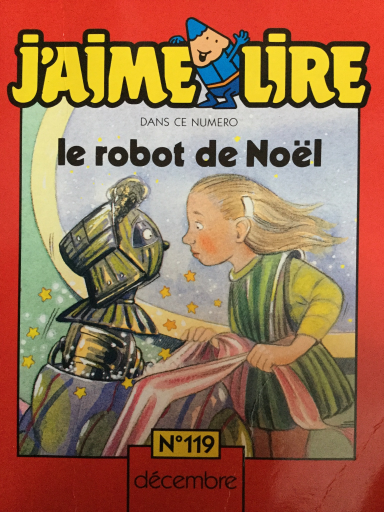 J'AIME LIRE
DANS CE NUMERO
le robot de Noël
N°119
décembre